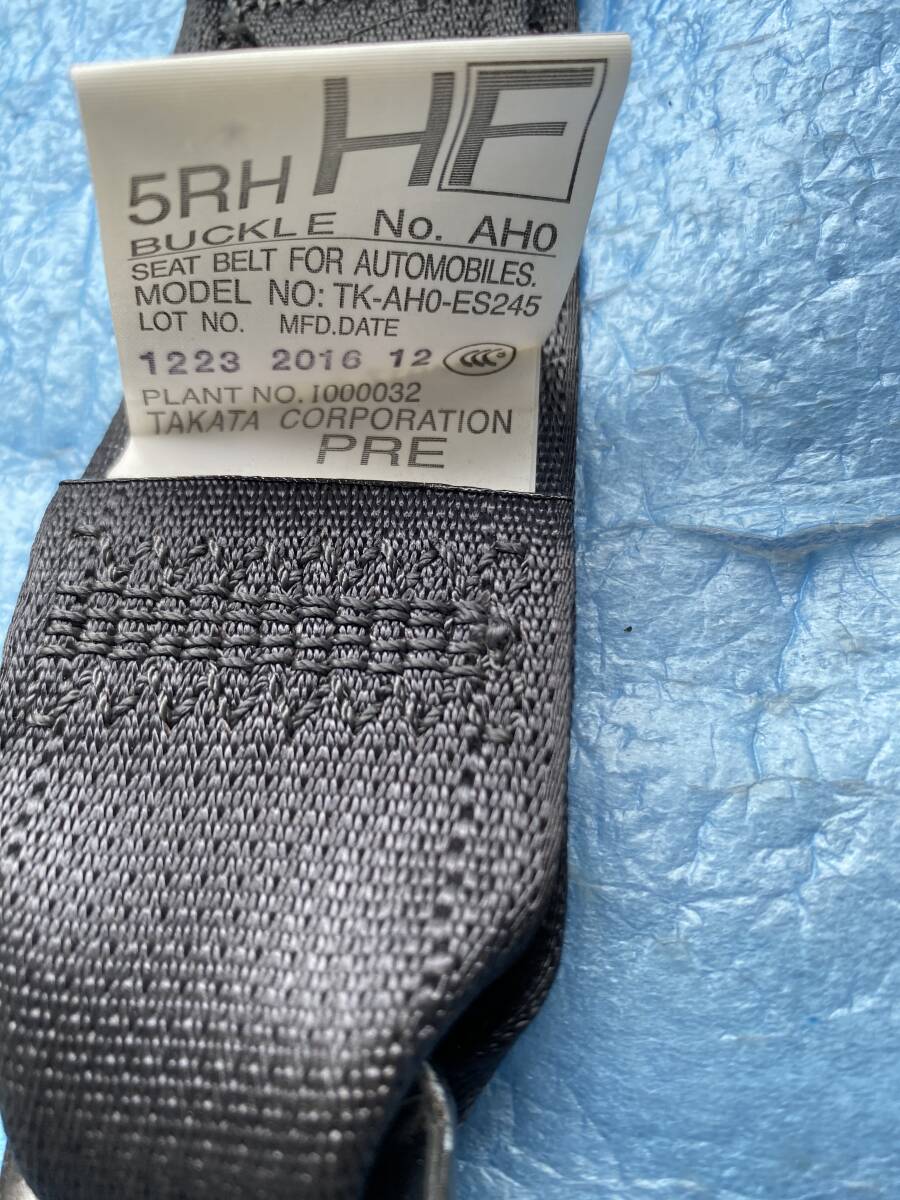 5RH HF
BUCKLE No. AH0
SEAT BELT FOR AUTOMOBILES.
MODEL NO: TK-AH0-ES245
LOT NO. MFD.DATE
1223 2016 12 CCC
PLANT NO. I000032
TAKATA CORPORATION
PRE